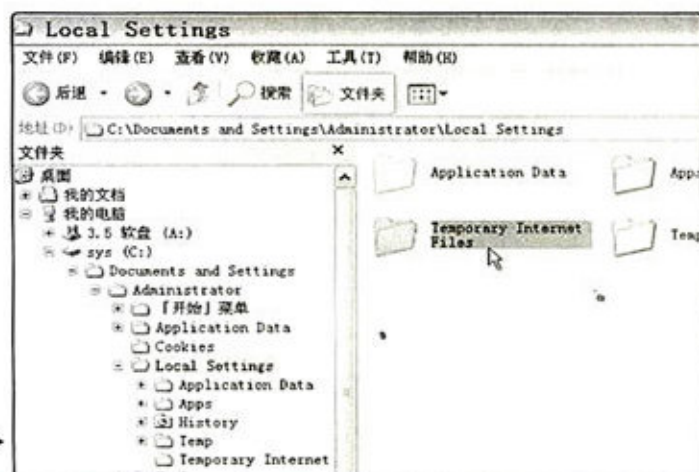 Local Settings
文件(F) 编辑(E) 查看(V) 收藏(A) 工具(T) 帮助(H)
后退 搜索 文件夹
地址(D) C:\Documents and Settings\Administrator\Local Settings
文件夹 ×
桌面
我的文档
我的电脑
3.5 软盘 (A:)
sys (C:)
Documents and Settings
Administrator
「开始」菜单
Application Data
Cookies
Local Settings
Application Data
Apps
History
Temp
Temporary Internet
Application Data
Apps
Temporary Internet
Files
Temp